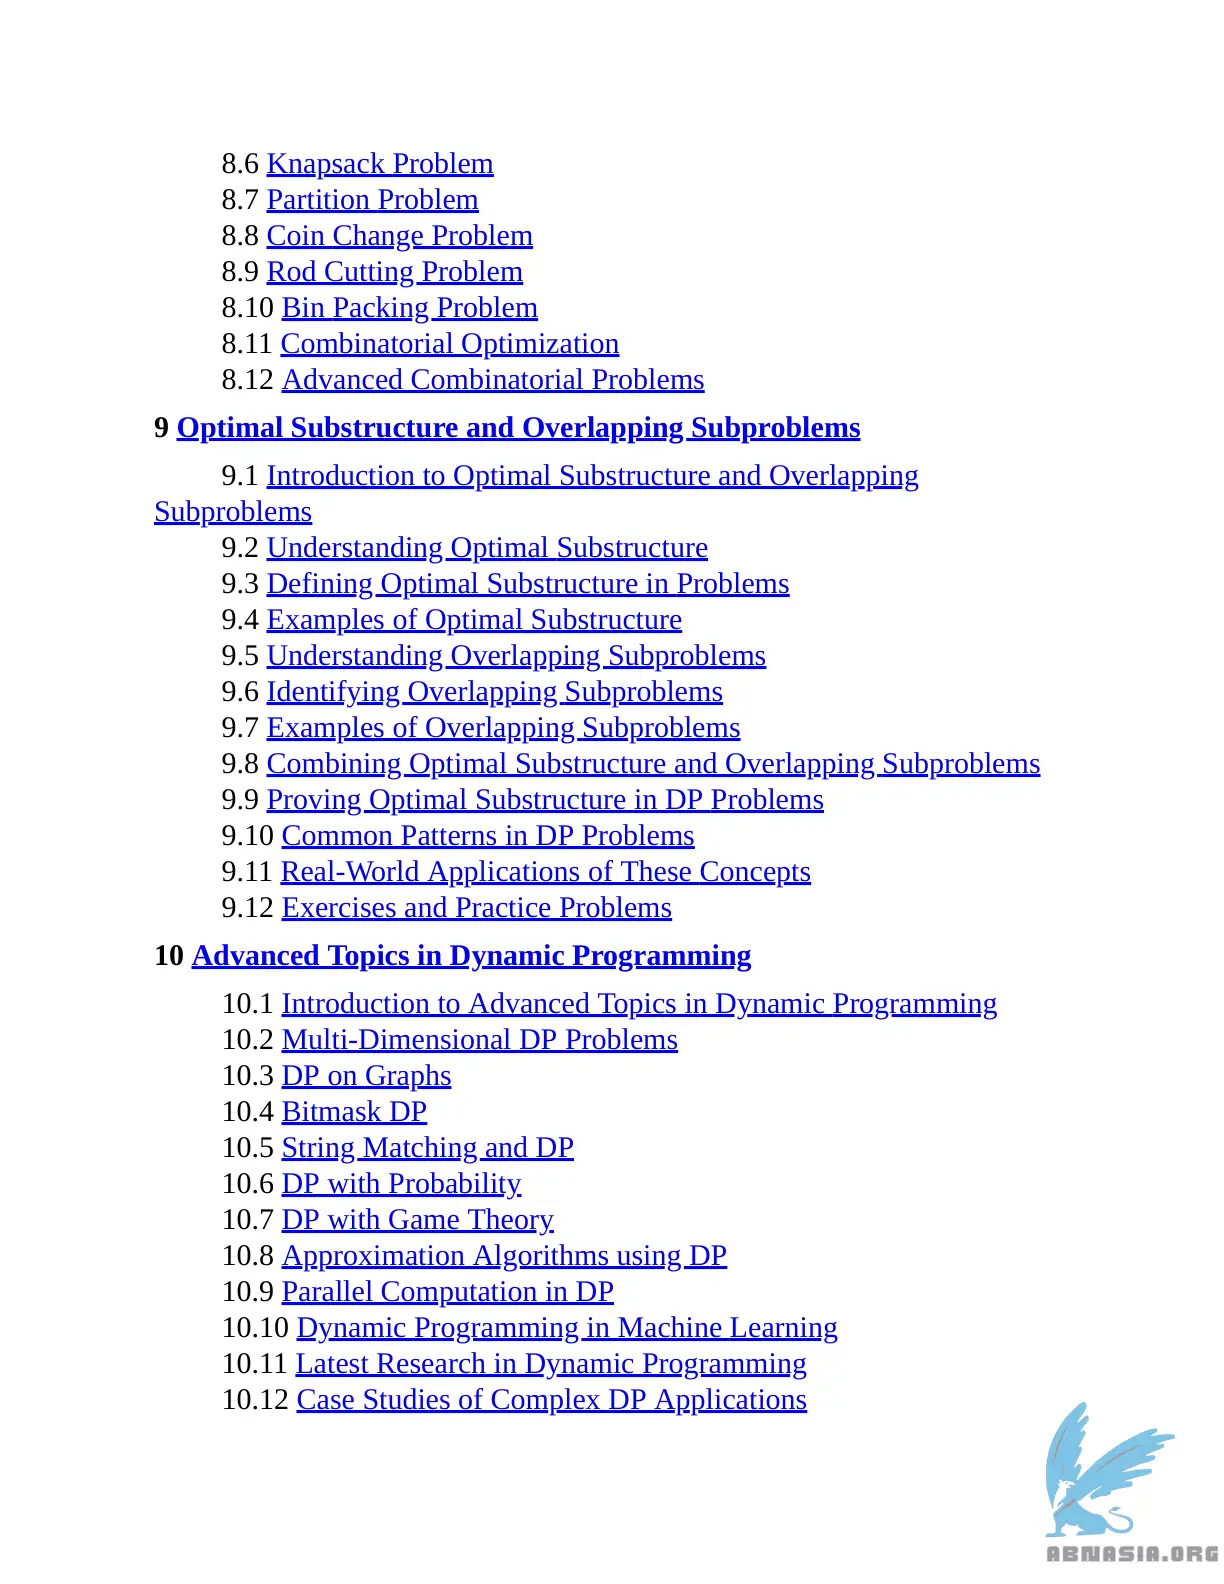 8.6 Knapsack Problem
8.7 Partition Problem
8.8 Coin Change Problem
8.9 Rod Cutting Problem
8.10 Bin Packing Problem
8.11 Combinatorial Optimization
8.12 Advanced Combinatorial Problems
9 Optimal Substructure and Overlapping Subproblems
9.1 Introduction to Optimal Substructure and Overlapping
Subproblems
9.2 Understanding Optimal Substructure
9.3 Defining Optimal Substructure in Problems
9.4 Examples of Optimal Substructure
9.5 Understanding Overlapping Subproblems
9.6 Identifying Overlapping Subproblems
9.7 Examples of Overlapping Subproblems
9.8 Combining Optimal Substructure and Overlapping Subproblems
9.9 Proving Optimal Substructure in DP Problems
9.10 Common Patterns in DP Problems
9.11 Real-World Applications of These Concepts
9.12 Exercises and Practice Problems
10 Advanced Topics in Dynamic Programming
10.1 Introduction to Advanced Topics in Dynamic Programming
10.2 Multi-Dimensional DP Problems
10.3 DP on Graphs
10.4 Bitmask DP
10.5 String Matching and DP
10.6 DP with Probability
10.7 DP with Game Theory
10.8 Approximation Algorithms using DP
10.9 Parallel Computation in DP
10.10 Dynamic Programming in Machine Learning
10.11 Latest Research in Dynamic Programming
10.12 Case Studies of Complex DP Applications
ABNASIA.ORG